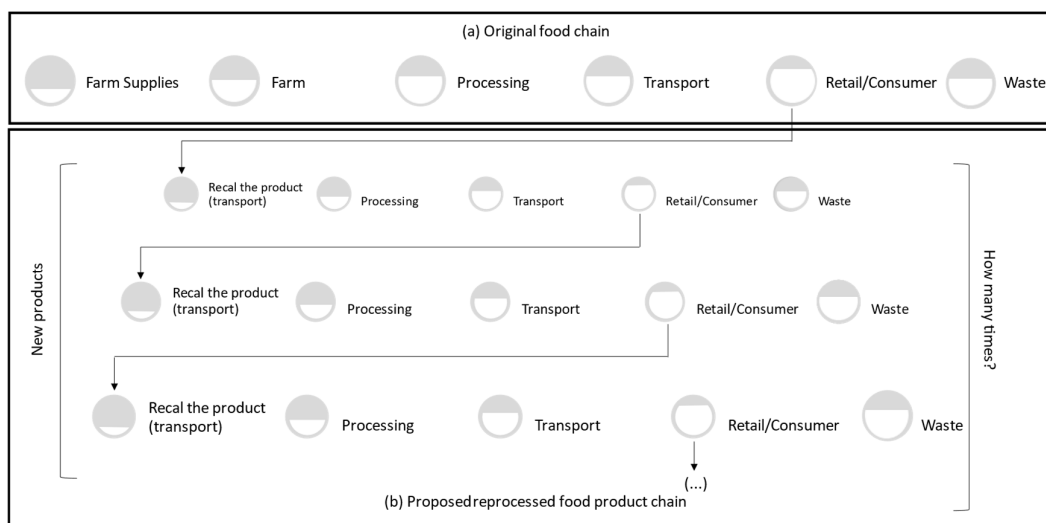 (a) Original food chain
Farm Supplies
Farm
Processing
Transport
Retail/Consumer
Waste
New products
Recal the product
(transport)
Processing
Transport
Retail/Consumer
Waste
Recal the product
(transport)
Processing
Transport
Retail/Consumer
Waste
Recal the product
(transport)
Processing
Transport
Retail/Consumer
Waste
(...)
How many times?
(b) Proposed reprocessed food product chain